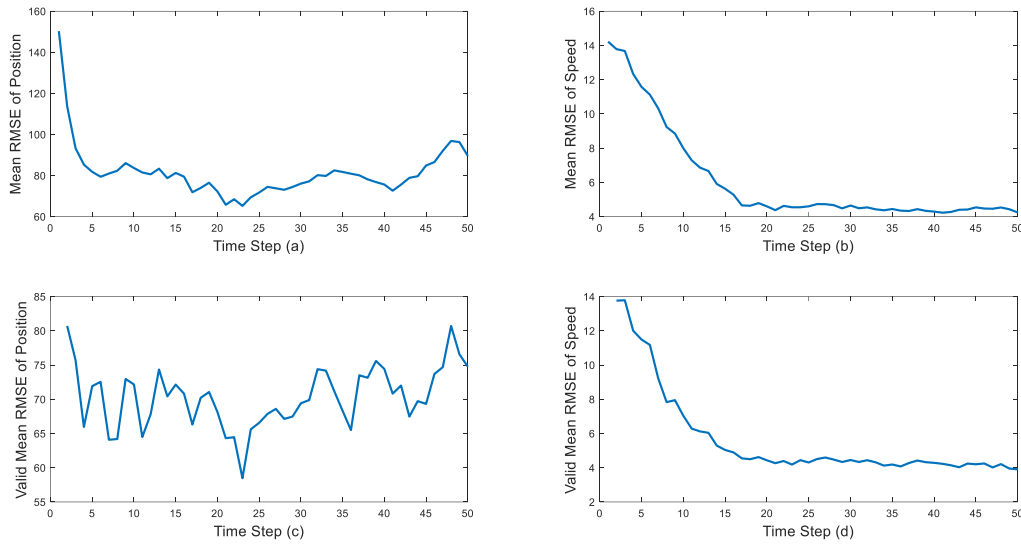 160
140
120
100
80
60
Mean RMSE of Position
0 5 10 15 20 25 30 35 40 45 50
Time Step (a)
16
14
12
10
8
6
4
Mean RMSE of Speed
0 5 10 15 20 25 30 35 40 45 50
Time Step (b)
85
80
75
70
65
60
55
Valid Mean RMSE of Position
0 5 10 15 20 25 30 35 40 45 50
Time Step (c)
14
12
10
8
6
4
2
Valid Mean RMSE of Speed
0 5 10 15 20 25 30 35 40 45 50
Time Step (d)